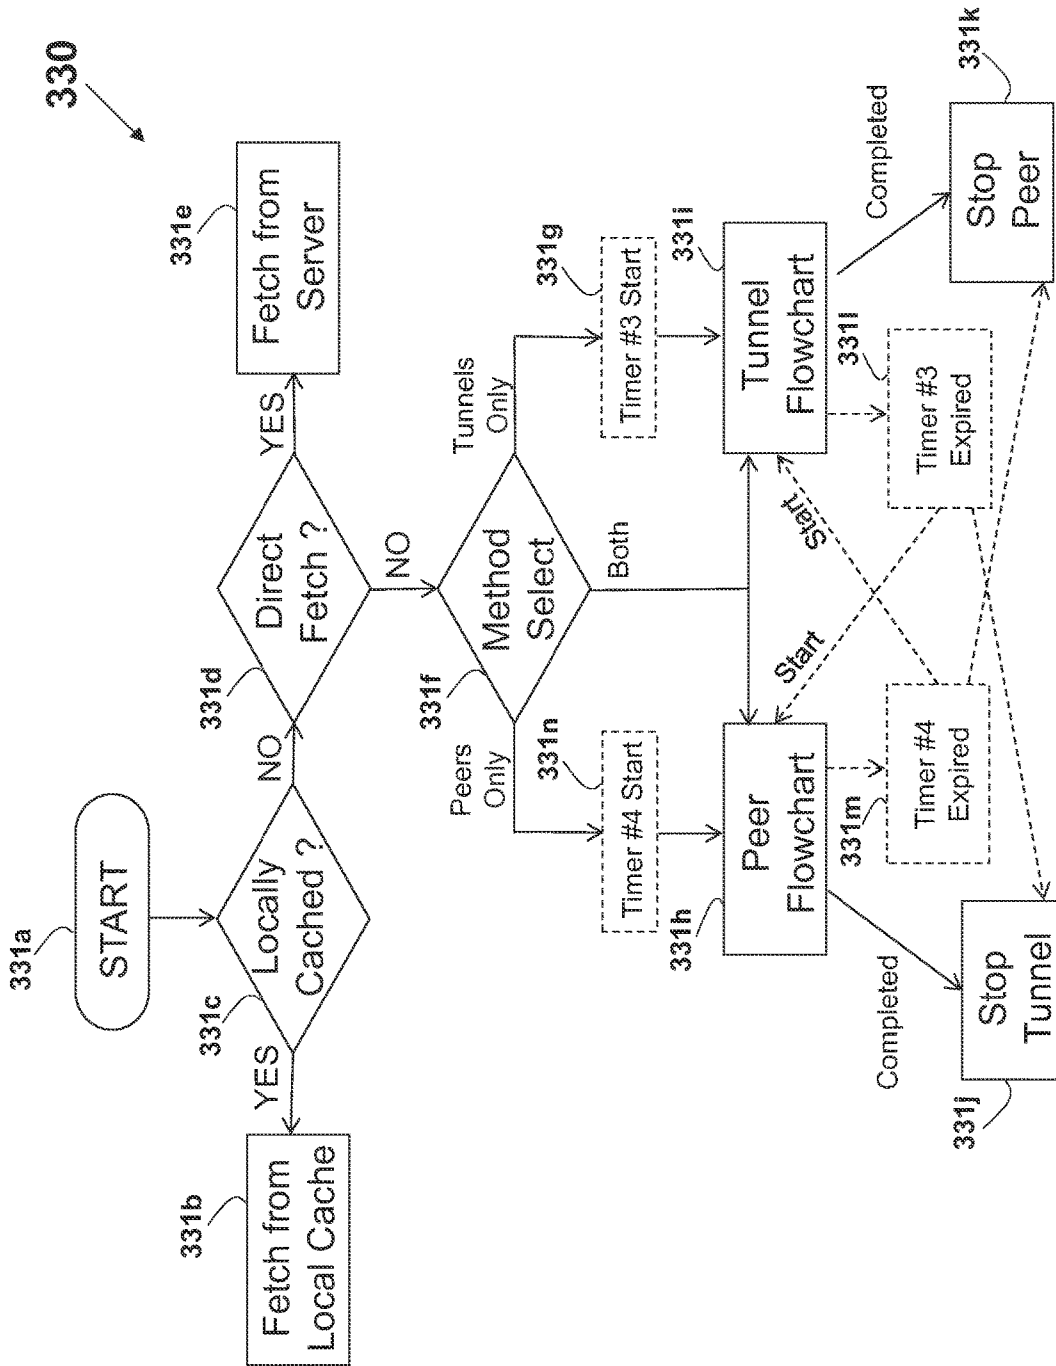 330
331a
START
331c
Locally
Cached ?
YES
NO
331b
Fetch from
Local Cache
331d
Direct
Fetch ?
YES
NO
331e
Fetch from
Server
331f
Method
Select
Peers
Only
Tunnels
Only
Both
331n
Timer #4 Start
331g
Timer #3 Start
331h
Peer
Flowchart
331i
Tunnel
Flowchart
Start
Start
331m
Timer #4
Expired
331l
Timer #3
Expired
Completed
Completed
331j
Stop
Tunnel
331k
Stop
Peer